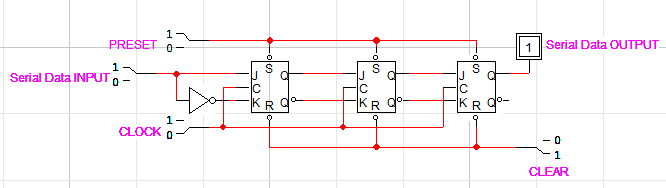 PRESET
1
0
1
Serial Data OUTPUT
Serial Data INPUT
1
0
J S Q
C
K R Q
J S Q
C
K R Q
J S Q
C
K R Q
CLOCK
1
0
0
1
CLEAR